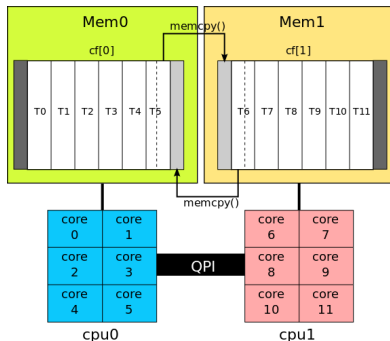 Mem0
Mem1
memcpy()
cf[0]
cf[1]
T0 T1 T2 T3 T4 T5
T6 T7 T8 T9 T10 T11
memcpy()
core 0
core 1
core 6
core 7
core 2
core 3
QPI
core 8
core 9
core 4
core 5
core 10
core 11
cpu0
cpu1